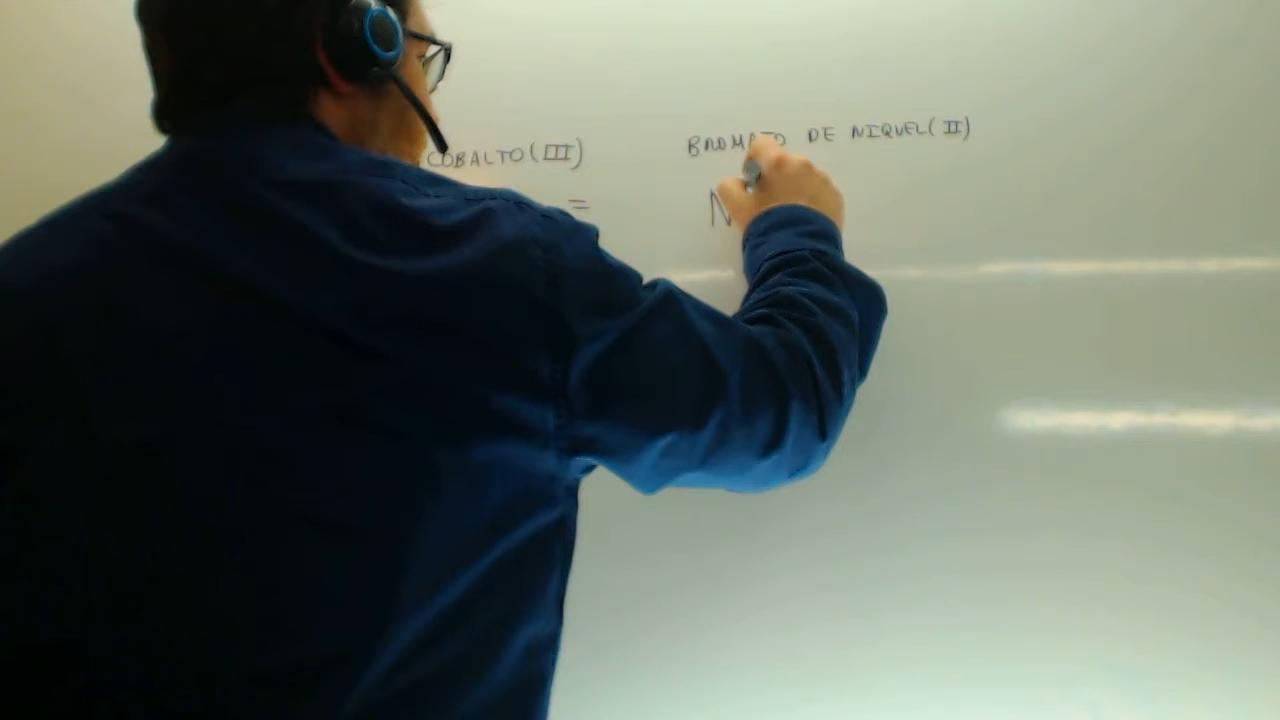 COBALTO(III)
BROMATO DE NIQUEL(II)
=
N